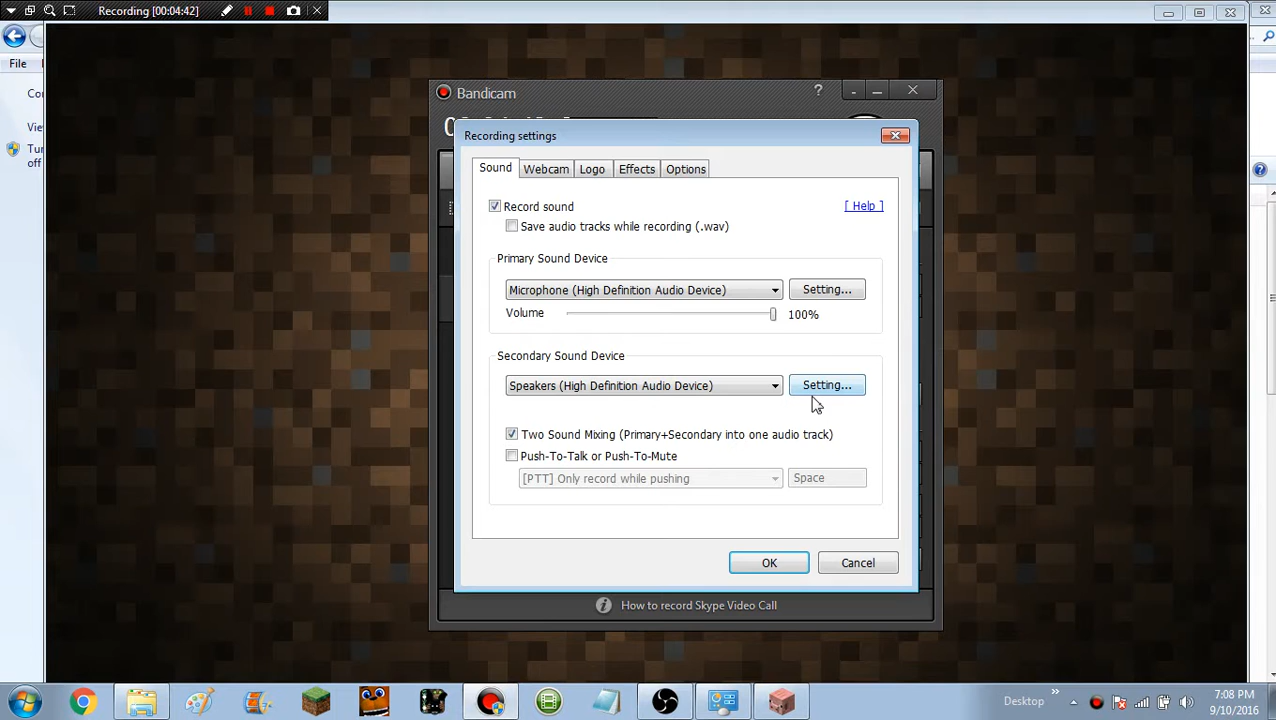 Recording [00:04:42]
File
Bandicam
?
Recording settings
Sound
Webcam
Logo
Effects
Options
Record sound
[ Help ]
Save audio tracks while recording (.wav)
Primary Sound Device
Microphone (High Definition Audio Device)
Setting...
Volume
100%
Secondary Sound Device
Speakers (High Definition Audio Device)
Setting...
Two Sound Mixing (Primary+Secondary into one audio track)
Push-To-Talk or Push-To-Mute
[PTT] Only record while pushing
Space
OK
Cancel
How to record Skype Video Call
Con
View
Turn
off
Desktop
7:08 PM
9/10/2016